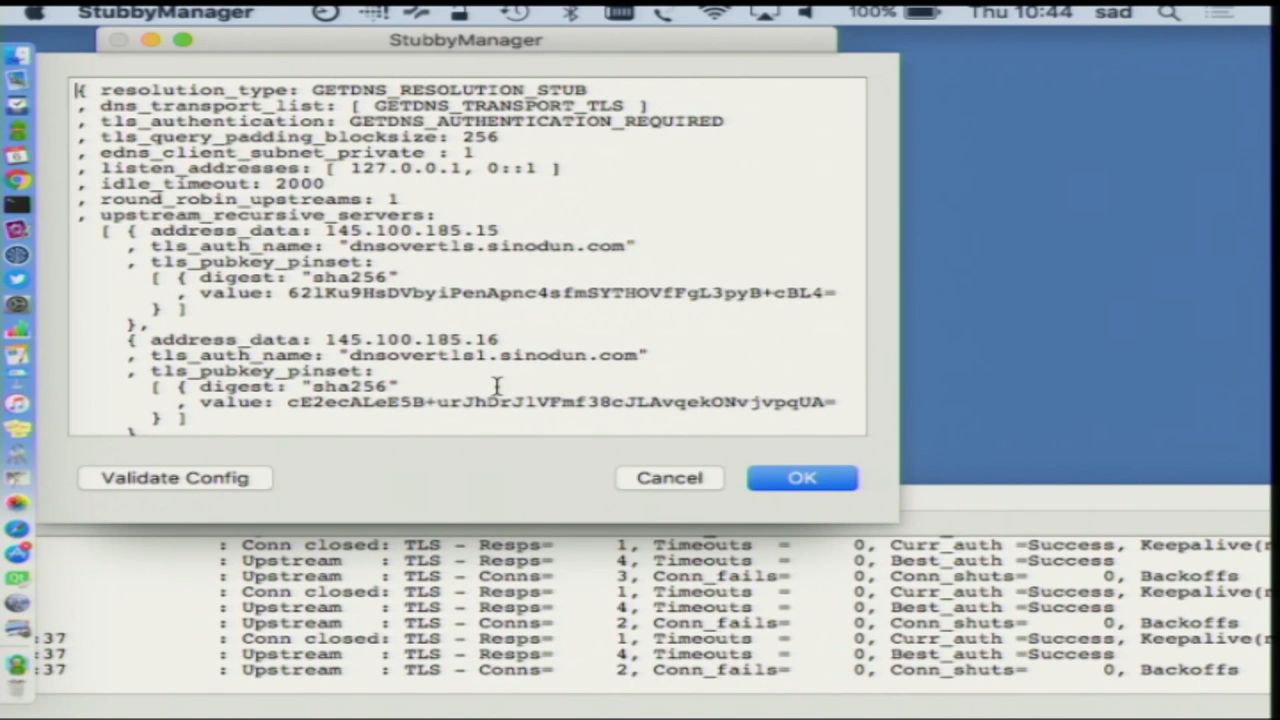 StubbyManager
100%
Thu 10:44
sad
StubbyManager
{ resolution_type: GETDNS_RESOLUTION_STUB
, dns_transport_list: [ GETDNS_TRANSPORT_TLS ]
, tls_authentication: GETDNS_AUTHENTICATION_REQUIRED
, tls_query_padding_blocksize: 256
, edns_client_subnet_private : 1
, listen_addresses: [ 127.0.0.1, 0::1 ]
, idle_timeout: 2000
, round_robin_upstreams: 1
, upstream_recursive_servers:
[ { address_data: 145.100.185.15
, tls_auth_name: "dnsovertls.sinodun.com"
, tls_pubkey_pinset:
[ { digest: "sha256"
, value: 62lKu9HsDVbyiPenApnc4sfmSYTHOVfFgL3pyB+cBL4=
} ]
},
{ address_data: 145.100.185.16
, tls_auth_name: "dnsovertls1.sinodun.com"
, tls_pubkey_pinset:
[ { digest: "sha256"
, value: cE2ecALeE5B+urJhDrJlVFmf38cJLAvqekONvjvpqUA=
} ]
}
Validate Config
Cancel
OK
: Conn closed: TLS - Resps= 1, Timeouts = 0, Curr_auth =Success, Keepalive(
: Upstream : TLS - Resps= 4, Timeouts = 0, Best_auth =Success
: Upstream : TLS - Conns= 3, Conn_fails= 0, Conn_shuts= 0, Backoffs
: Conn closed: TLS - Resps= 1, Timeouts = 0, Curr_auth =Success, Keepalive(
: Upstream : TLS - Resps= 4, Timeouts = 0, Best_auth =Success
: Upstream : TLS - Conns= 2, Conn_fails= 0, Conn_shuts= 0, Backoffs
:37 : Conn closed: TLS - Resps= 1, Timeouts = 0, Curr_auth =Success, Keepalive(
:37 : Upstream : TLS - Resps= 4, Timeouts = 0, Best_auth =Success
:37 : Upstream : TLS - Conns= 2, Conn_fails= 0, Conn_shuts= 0, Backoffs